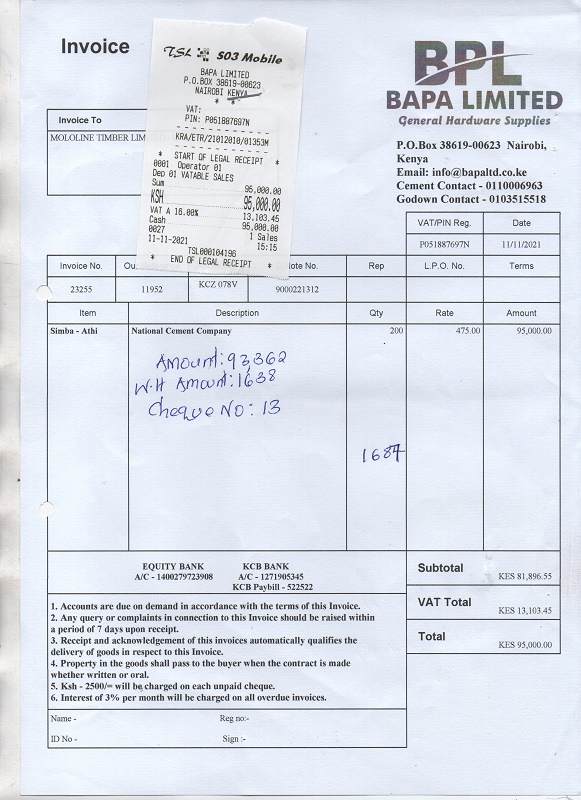 Invoice
TSL S03 Mobile
BAPA LIMITED
P.O.BOX 38619-00623
NAIROBI KENYA
* *
VAT:
PIN: P051887697N
KRA/ETR/21012010/01353M
* START OF LEGAL RECEIPT *
0001 Operator 01
Dep 01 VATABLE SALES
Sum 95,000.00
KSH 95,000.00
VAT A 16.00% 13,103.45
Cash 95,000.00
0027 1 Sales
11-11-2021 15:15
TSL000104196
* END OF LEGAL RECEIPT *
BPL
BAPA LIMITED
General Hardware Supplies
P.O.Box 38619-00623 Nairobi,
Kenya
Email: info@bapaltd.co.ke
Cement Contact - 0110006963
Godown Contact - 0103515518
Invoice To
MOLOLINE TIMBER LIM
VAT/PIN Reg. Date
P051887697N 11/11/2021
Invoice No. Ou ote No. Rep L.P.O. No. Terms
23255 11952 KCZ 078V 9000221312
Item Description Qty Rate Amount
Simba - Athi National Cement Company 200 475.00 95,000.00
Amount: 93,362
W.H Amount: 1638
Cheque No: 13
1684
EQUITY BANK KCB BANK
A/C - 1400279723908 A/C - 1271905345
KCB Paybill - 522522
Subtotal KES 81,896.55
VAT Total KES 13,103.45
Total KES 95,000.00
1. Accounts are due on demand in accordance with the terms of this Invoice.
2. Any query or complaints in connection to this Invoice should be raised within
a period of 7 days upon receipt.
3. Receipt and acknowledgement of this invoices automatically qualifies the
delivery of goods in respect to this Invoice.
4. Property in the goods shall pass to the buyer when the contract is made
whether written or oral.
5. Ksh - 2500/= will be charged on each unpaid cheque.
6. Interest of 3% per month will be charged on all overdue invoices.
Name - Reg no:-
ID No - Sign :-